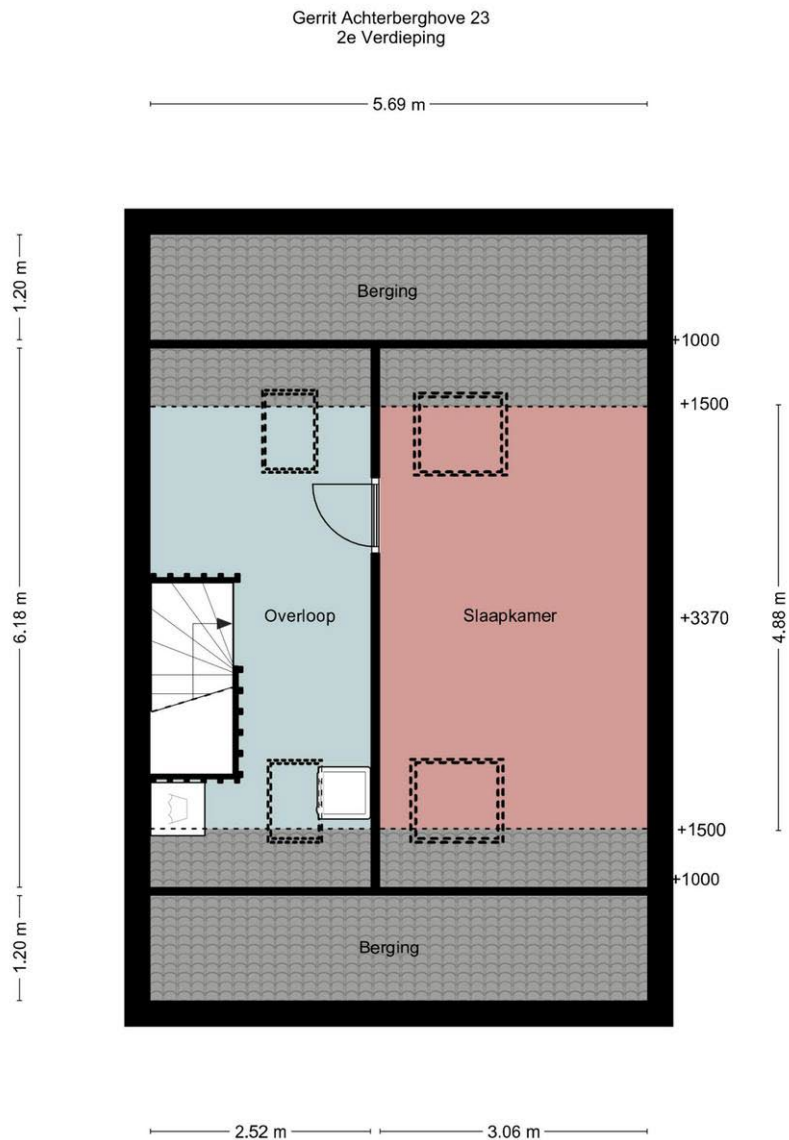 Gerrit Achterberghove 23
2e Verdieping
5.69 m
1.20 m
Berging
+1000
+1500
6.18 m
Overloop
Slaapkamer
+3370
4.88 m
+1500
+1000
1.20 m
Berging
2.52 m
3.06 m